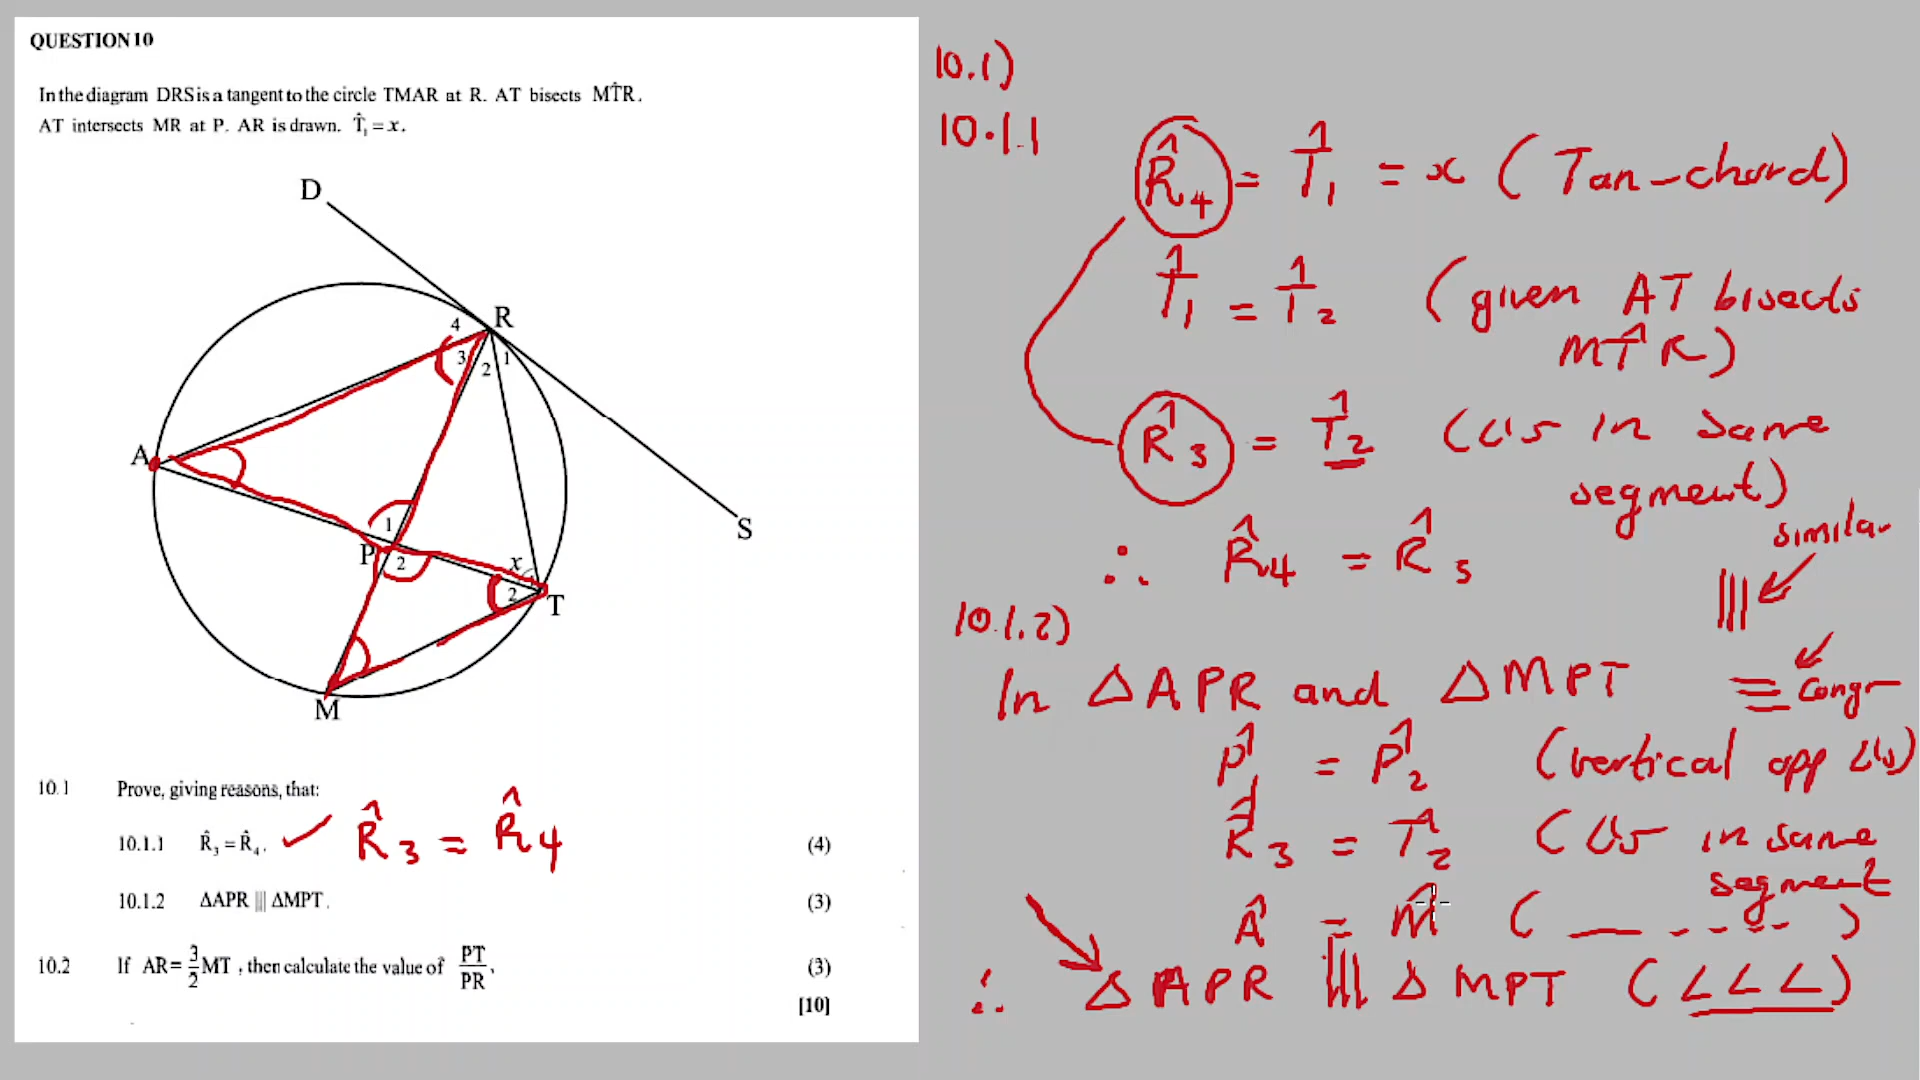 QUESTION 10
In the diagram DRS is a tangent to the circle TMAR at R. AT bisects MT̂R.
AT intersects MR at P. AR is drawn. T̂₁ = x.
D
R
4
3
2
1
A
S
1
P
2
x
2
T
M
10.1 Prove, giving reasons, that:
10.1.1 R̂₃ = R̂₄. ✓ R̂₃ = R̂₄ (4)
10.1.2 ΔAPR ||| ΔMPT. (3)
10.2 If AR = 3/2 MT, then calculate the value of PT/PR. (3)
[10]
10.1)
10.1.1
R̂₄ = T̂₁ = x (Tan-chord)
T̂₁ = T̂₂ (given AT bisects
MT̂R)
R̂₃ = T̂₂ (∠s in same
segment)
∴ R̂₄ = R̂₃
similar
|||
10.1.2)
In ΔAPR and ΔMPT
≡ Congr
P̂₁ = P̂₂ (vertical opp ∠'s)
R̂₃ = T̂₂ (∠s in same
segment
Â = M̂ ( — - - - - )
∴ ΔAPR ||| ΔMPT (∠∠∠)